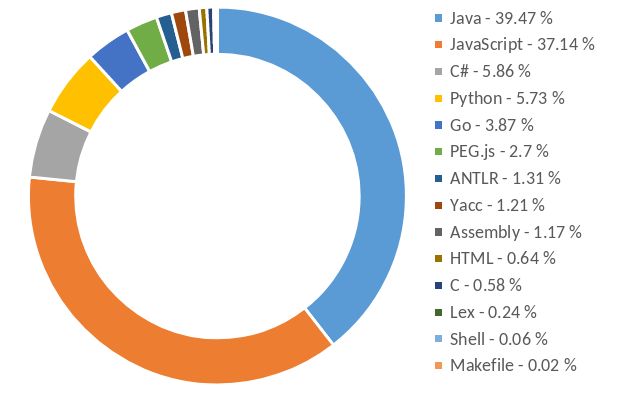 Java - 39.47 %
JavaScript - 37.14 %
C# - 5.86 %
Python - 5.73 %
Go - 3.87 %
PEG.js - 2.7 %
ANTLR - 1.31 %
Yacc - 1.21 %
Assembly - 1.17 %
HTML - 0.64 %
C - 0.58 %
Lex - 0.24 %
Shell - 0.06 %
Makefile - 0.02 %